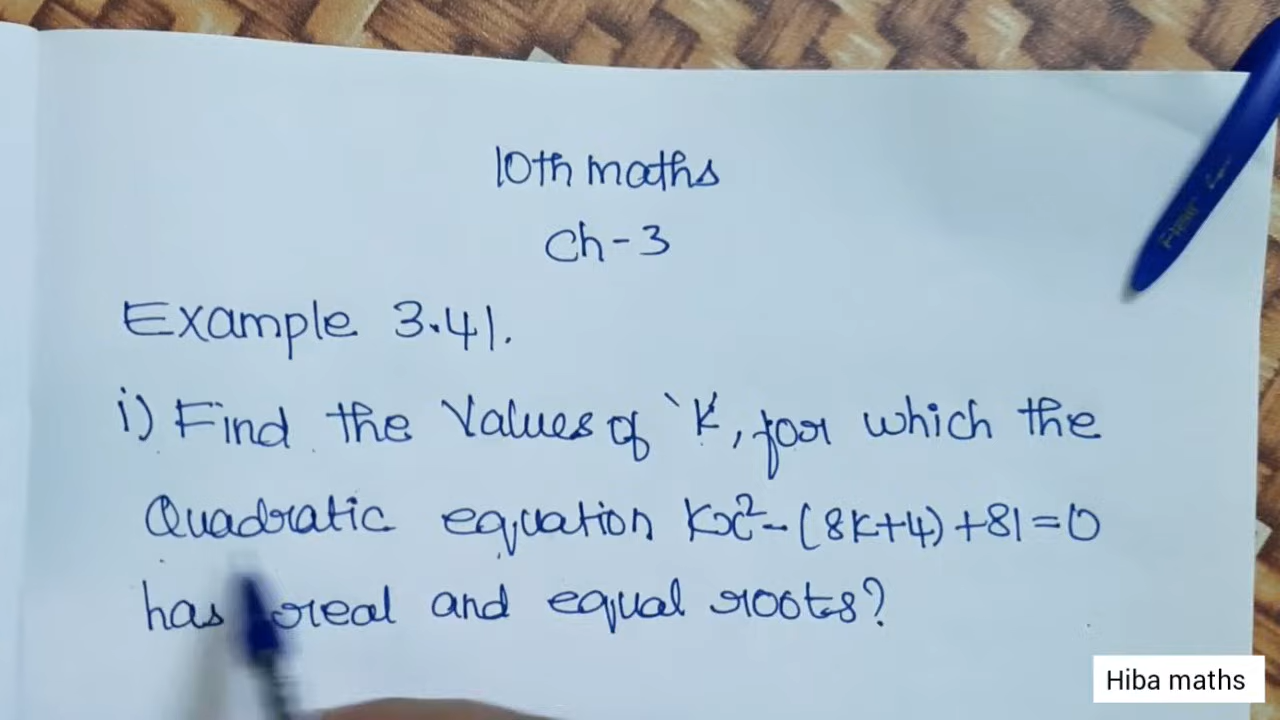 10th maths
Ch-3
Example 3.41.
i) Find the Values of `k', for which the
Quadratic equation Kx²-(8k+4)+81=0
has real and equal roots?
Hiba maths